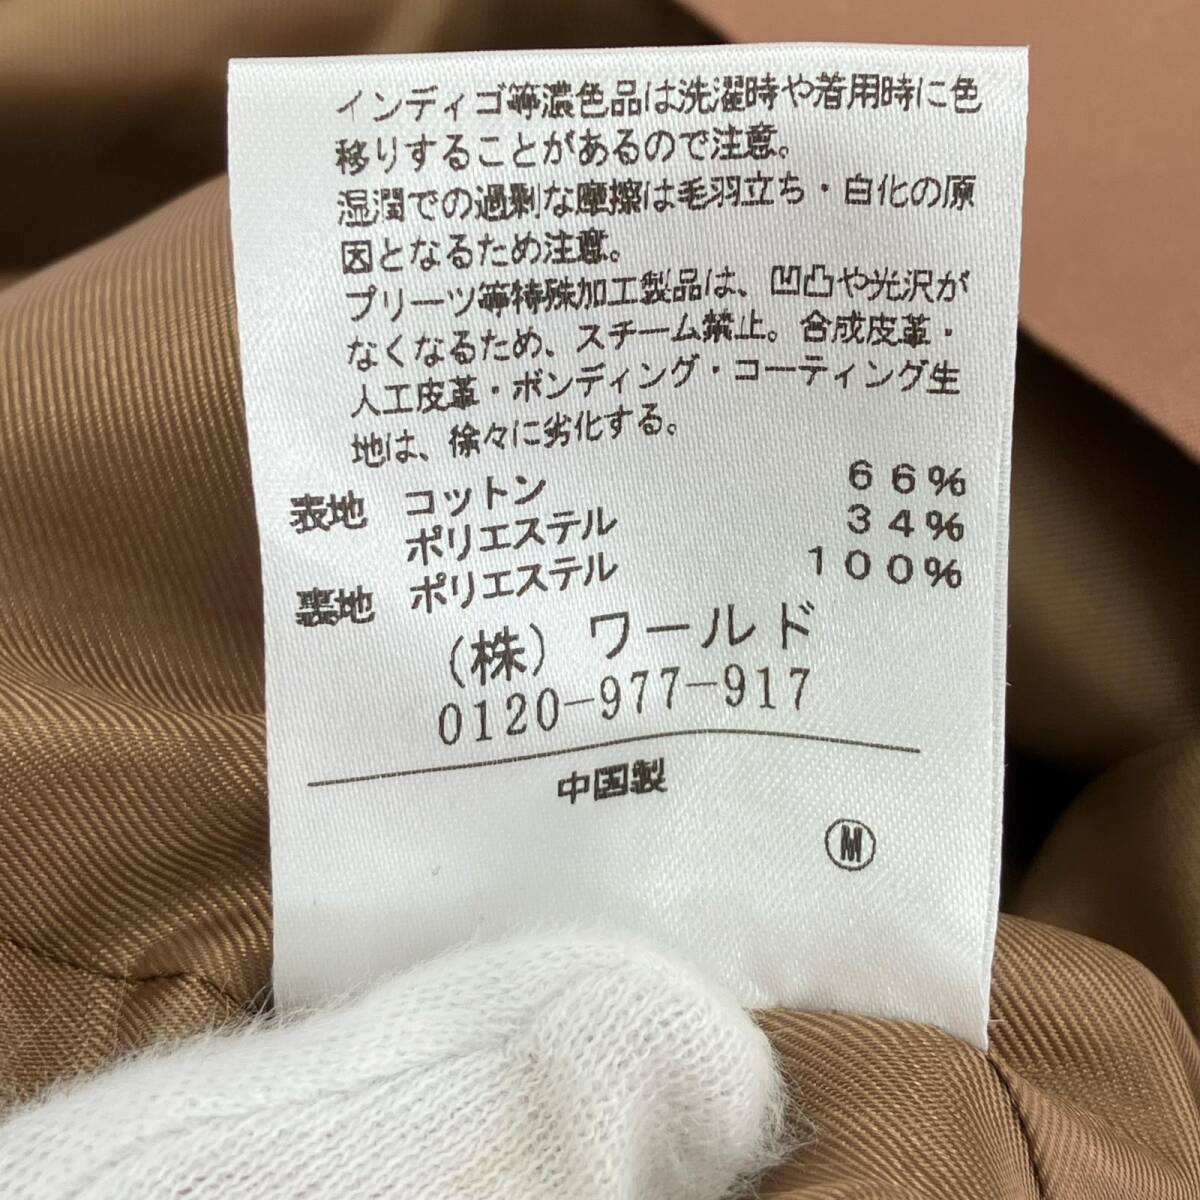 インディゴ等濃色品は洗濯時や着用時に色
移りすることがあるので注意。
湿潤での過剰な摩擦は毛羽立ち・白化の原
因となるため注意。
プリーツ等特殊加工製品は、凹凸や光沢が
なくなるため、スチーム禁止。合成皮革・
人工皮革・ボンディング・コーティング生
地は、徐々に劣化する。
表地 コットン 66%
ポリエステル 34%
裏地 ポリエステル 100%
(株) ワールド
0120-977-917
中国製
Ⓜ